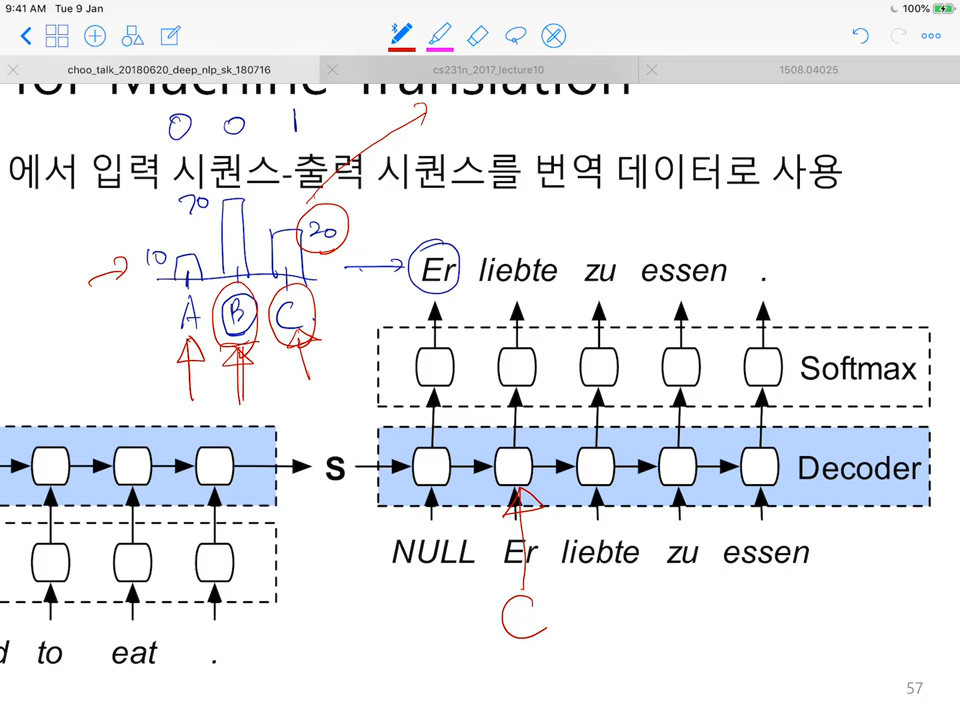 9:41 AM Tue 9 Jan
100%
choo_talk_20180620_deep_nlp_sk_180716
cs231n_2017_lecture10
1508.04025
for Machine Translation
0 0 1
에서 입력 시퀀스-출력 시퀀스를 번역 데이터로 사용
70
10
20
A B C
Er liebte zu essen .
Softmax
S
Decoder
NULL Er liebte zu essen
C
d to eat .
57